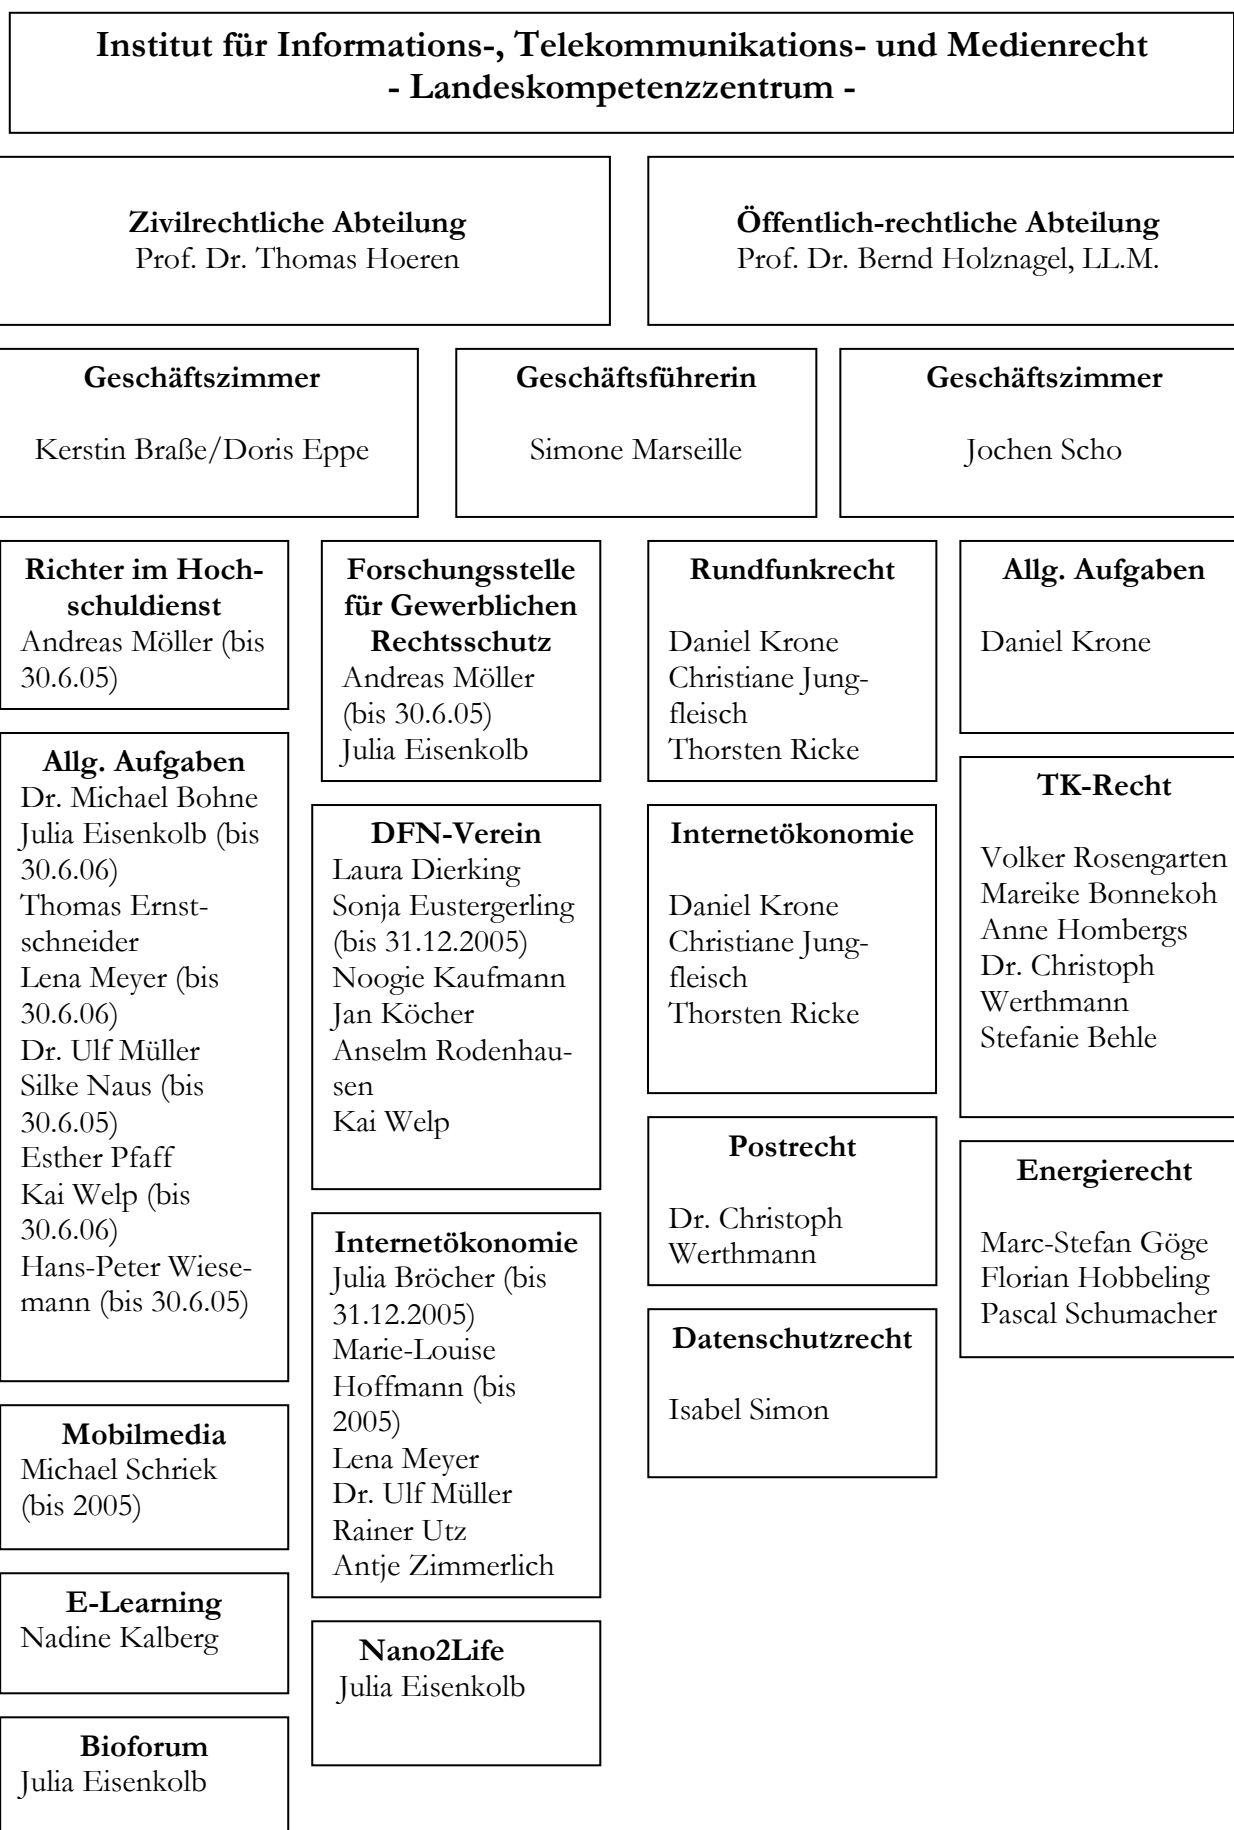 Institut für Informations-, Telekommunikations- und Medienrecht
- Landeskompetenzzentrum -
Zivilrechtliche Abteilung
Prof. Dr. Thomas Hoeren
Öffentlich-rechtliche Abteilung
Prof. Dr. Bernd Holznagel, LL.M.
Geschäftszimmer
Kerstin Braße/Doris Eppe
Geschäftsführerin
Simone Marseille
Geschäftszimmer
Jochen Scho
Richter im Hoch-
schuldienst
Andreas Möller (bis
30.6.05)
Allg. Aufgaben
Dr. Michael Bohne
Julia Eisenkolb (bis
30.6.06)
Thomas Ernst-
schneider
Lena Meyer (bis
30.6.06)
Dr. Ulf Müller
Silke Naus (bis
30.6.05)
Esther Pfaff
Kai Welp (bis
30.6.06)
Hans-Peter Wiese-
mann (bis 30.6.05)
Mobilmedia
Michael Schriek
(bis 2005)
E-Learning
Nadine Kalberg
Bioforum
Julia Eisenkolb
Forschungsstelle
für Gewerblichen
Rechtsschutz
Andreas Möller
(bis 30.6.05)
Julia Eisenkolb
DFN-Verein
Laura Dierking
Sonja Eustergerling
(bis 31.12.2005)
Noogie Kaufmann
Jan Köcher
Anselm Rodenhau-
sen
Kai Welp
Internetökonomie
Julia Bröcher (bis
31.12.2005)
Marie-Louise
Hoffmann (bis
2005)
Lena Meyer
Dr. Ulf Müller
Rainer Utz
Antje Zimmerlich
Nano2Life
Julia Eisenkolb
Rundfunkrecht
Daniel Krone
Christiane Jung-
fleisch
Thorsten Ricke
Internetökonomie
Daniel Krone
Christiane Jung-
fleisch
Thorsten Ricke
Postrecht
Dr. Christoph
Werthmann
Datenschutzrecht
Isabel Simon
Allg. Aufgaben
Daniel Krone
TK-Recht
Volker Rosengarten
Mareike Bonnekoh
Anne Hombergs
Dr. Christoph
Werthmann
Stefanie Behle
Energierecht
Marc-Stefan Göge
Florian Hobbeling
Pascal Schumacher